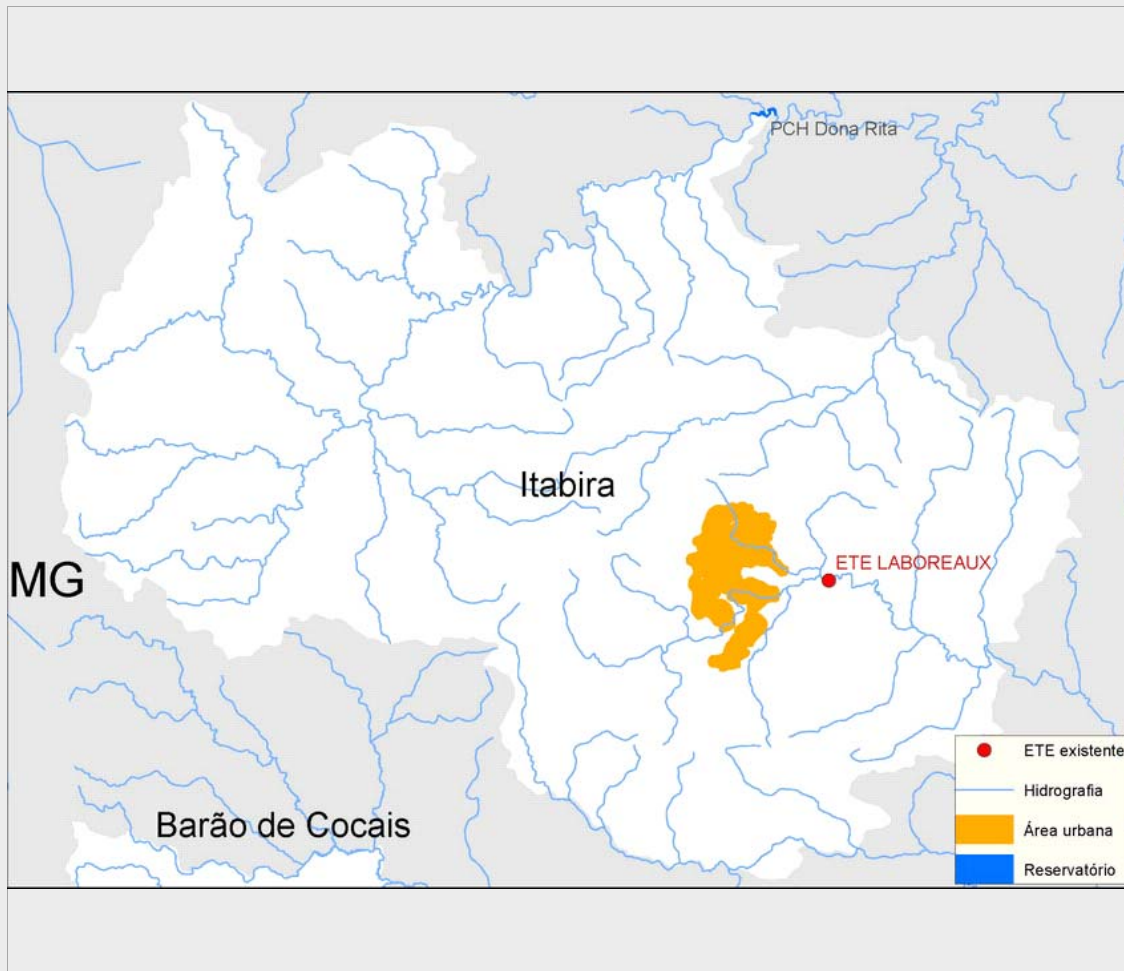 PCH Dona Rita
Itabira
ETE LABOREAUX
MG
Barão de Cocais
ETE existente
Hidrografia
Área urbana
Reservatório